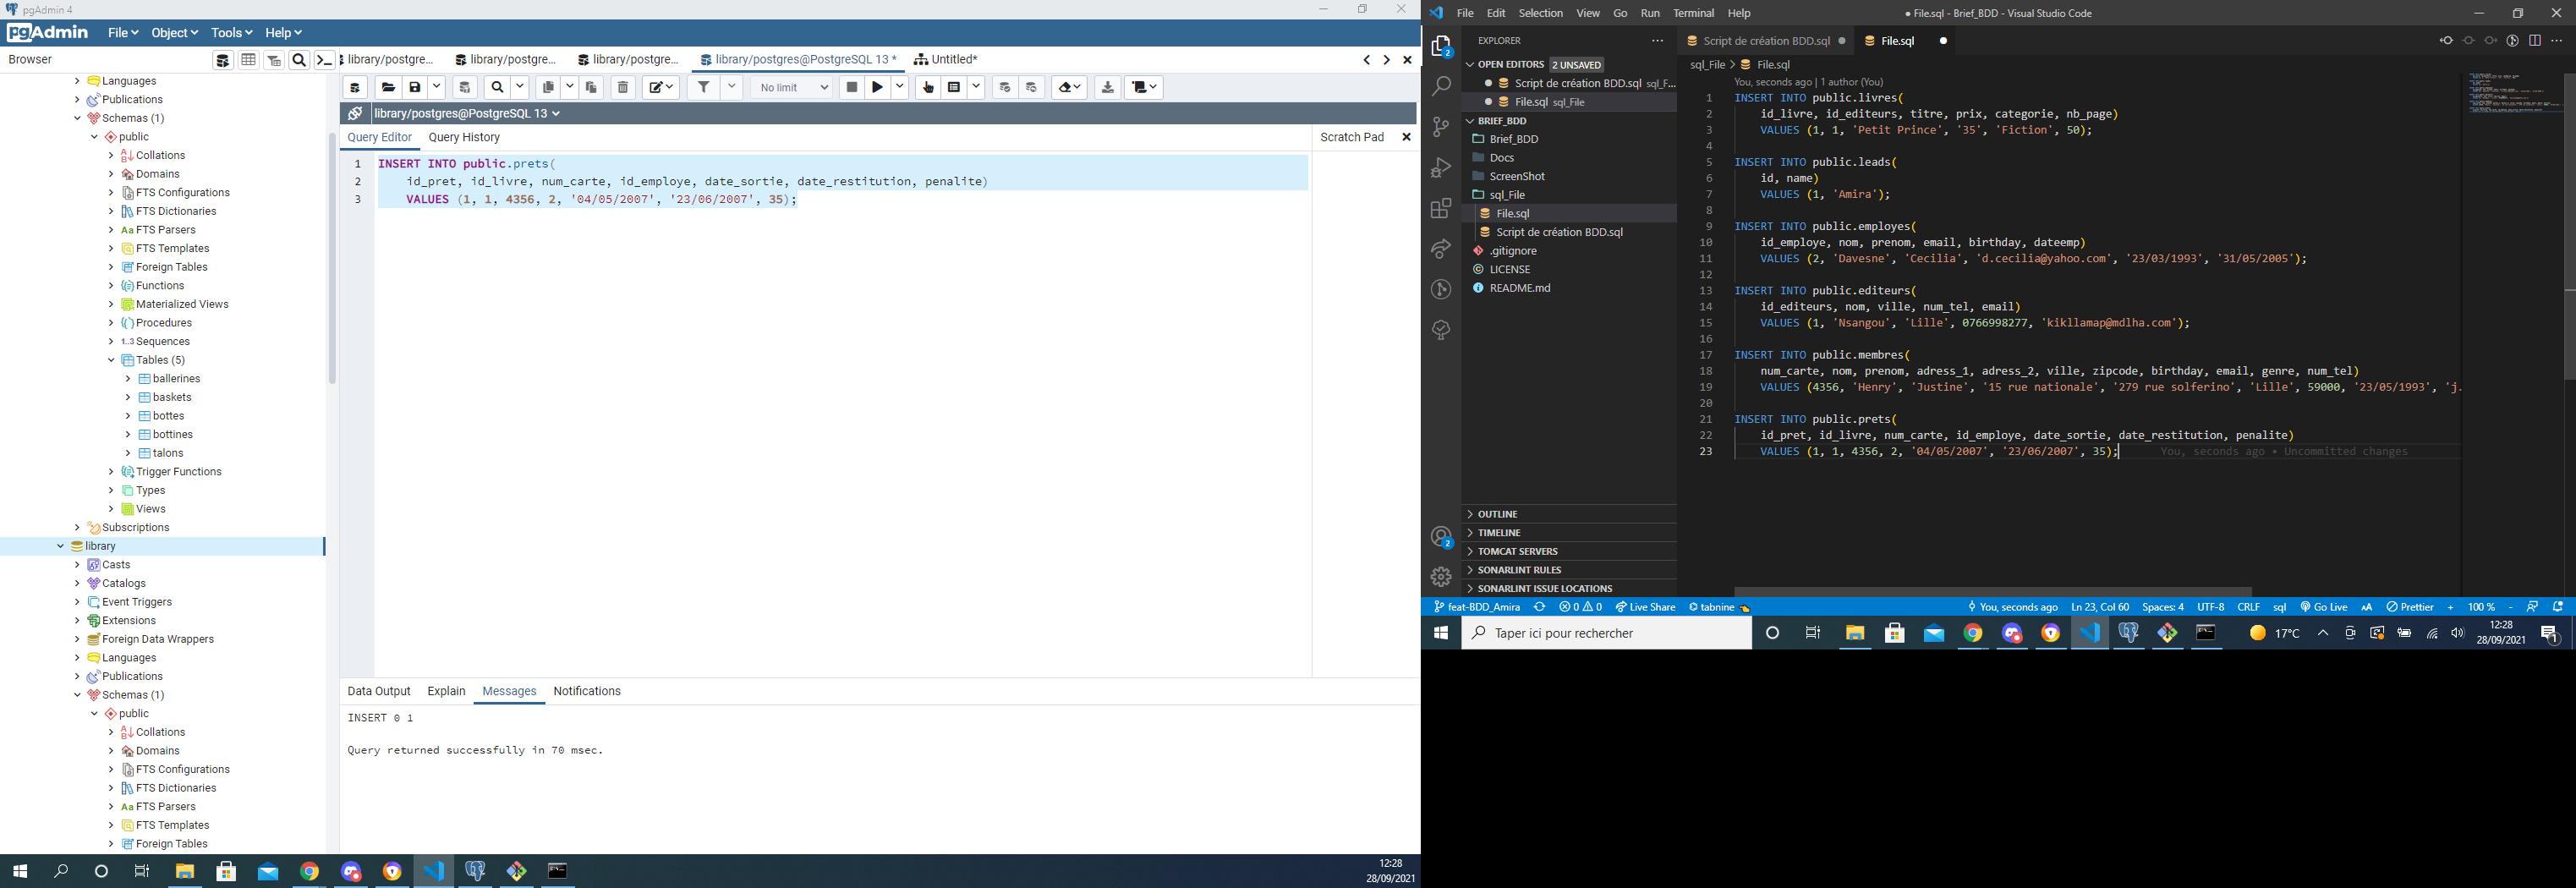 pgAdmin 4
pgAdmin File Object Tools Help
Browser
library/postgre... library/postgre... library/postgre... library/postgres@PostgreSQL 13 * Untitled*
No limit
library/postgres@PostgreSQL 13
Query Editor Query History
Scratch Pad
1 INSERT INTO public.prets(
2 id_pret, id_livre, num_carte, id_employe, date_sortie, date_restitution, penalite)
3 VALUES (1, 1, 4356, 2, '04/05/2007', '23/06/2007', 35);
Languages
Publications
Schemas (1)
public
Collations
Domains
FTS Configurations
FTS Dictionaries
Aa FTS Parsers
FTS Templates
Foreign Tables
Functions
Materialized Views
Procedures
1..3 Sequences
Tables (5)
ballerines
baskets
bottes
bottines
talons
Trigger Functions
Types
Views
Subscriptions
library
Casts
Catalogs
Event Triggers
Extensions
Foreign Data Wrappers
Languages
Publications
Schemas (1)
public
Collations
Domains
FTS Configurations
FTS Dictionaries
Aa FTS Parsers
FTS Templates
Foreign Tables
Data Output Explain Messages Notifications
INSERT 0 1
Query returned successfully in 70 msec.
12:28
28/09/2021
File Edit Selection View Go Run Terminal Help
● File.sql - Brief_BDD - Visual Studio Code
EXPLORER
OPEN EDITORS 2 UNSAVED
Script de création BDD.sql sql_F...
File.sql sql_File
BRIEF_BDD
Brief_BDD
Docs
ScreenShot
sql_File
File.sql
Script de création BDD.sql
.gitignore
LICENSE
README.md
OUTLINE
TIMELINE
TOMCAT SERVERS
SONARLINT RULES
SONARLINT ISSUE LOCATIONS
2
2
Script de création BDD.sql File.sql
sql_File > File.sql
You, seconds ago | 1 author (You)
1 INSERT INTO public.livres(
2 id_livre, id_editeurs, titre, prix, categorie, nb_page)
3 VALUES (1, 1, 'Petit Prince', '35', 'Fiction', 50);
4
5 INSERT INTO public.leads(
6 id, name)
7 VALUES (1, 'Amira');
8
9 INSERT INTO public.employes(
10 id_employe, nom, prenom, email, birthday, dateemp)
11 VALUES (2, 'Davesne', 'Cecilia', 'd.cecilia@yahoo.com', '23/03/1993', '31/05/2005');
12
13 INSERT INTO public.editeurs(
14 id_editeurs, nom, ville, num_tel, email)
15 VALUES (1, 'Nsangou', 'Lille', 0766998277, 'kikllamap@mdlha.com');
16
17 INSERT INTO public.membres(
18 num_carte, nom, prenom, adress_1, adress_2, ville, zipcode, birthday, email, genre, num_tel)
19 VALUES (4356, 'Henry', 'Justine', '15 rue nationale', '279 rue solferino', 'Lille', 59000, '23/05/1993', 'j.
20
21 INSERT INTO public.prets(
22 id_pret, id_livre, num_carte, id_employe, date_sortie, date_restitution, penalite)
23 VALUES (1, 1, 4356, 2, '04/05/2007', '23/06/2007', 35); You, seconds ago • Uncommitted changes
feat-BDD_Amira 0 0 Live Share tabnine You, seconds ago Ln 23, Col 60 Spaces: 4 UTF-8 CRLF sql Go Live AA Prettier + 100 % -
Taper ici pour rechercher
17°C
12:28
28/09/2021
1